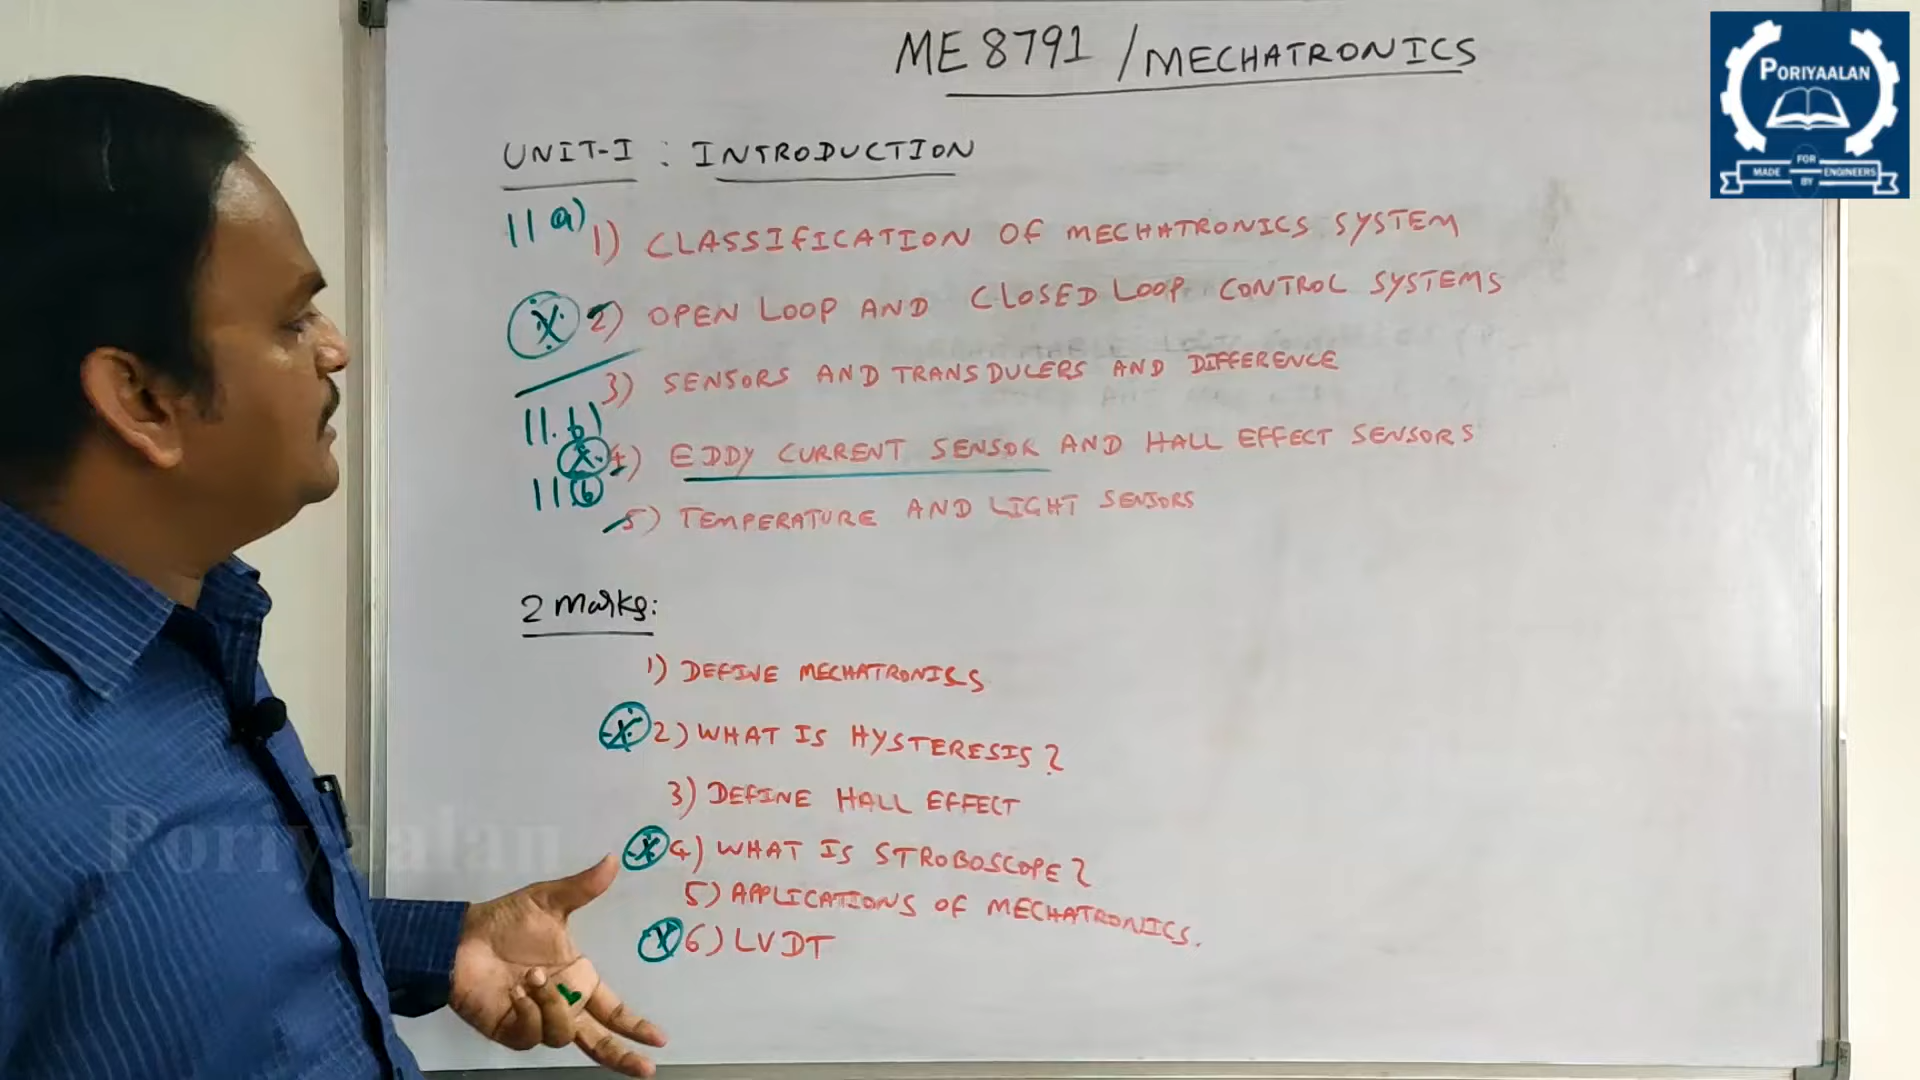 ME 8791 / MECHATRONICS
PORIYAALAN
MADE FOR BY ENGINEERS
UNIT-I : INTRODUCTION
11 a) 1) CLASSIFICATION OF MECHATRONICS SYSTEM
2) OPEN LOOP AND CLOSED LOOP CONTROL SYSTEMS
3) SENSORS AND TRANSDUCERS AND DIFFERENCE
11. b)
4) EDDY CURRENT SENSOR AND HALL EFFECT SENSORS
11 b
5) TEMPERATURE AND LIGHT SENSORS
2 Marks:
1) DEFINE MECHATRONICS
2) WHAT IS HYSTERESIS?
3) DEFINE HALL EFFECT
4) WHAT IS STROBOSCOPE?
5) APPLICATIONS OF MECHATRONICS.
6) LVDT
Poriyaalan